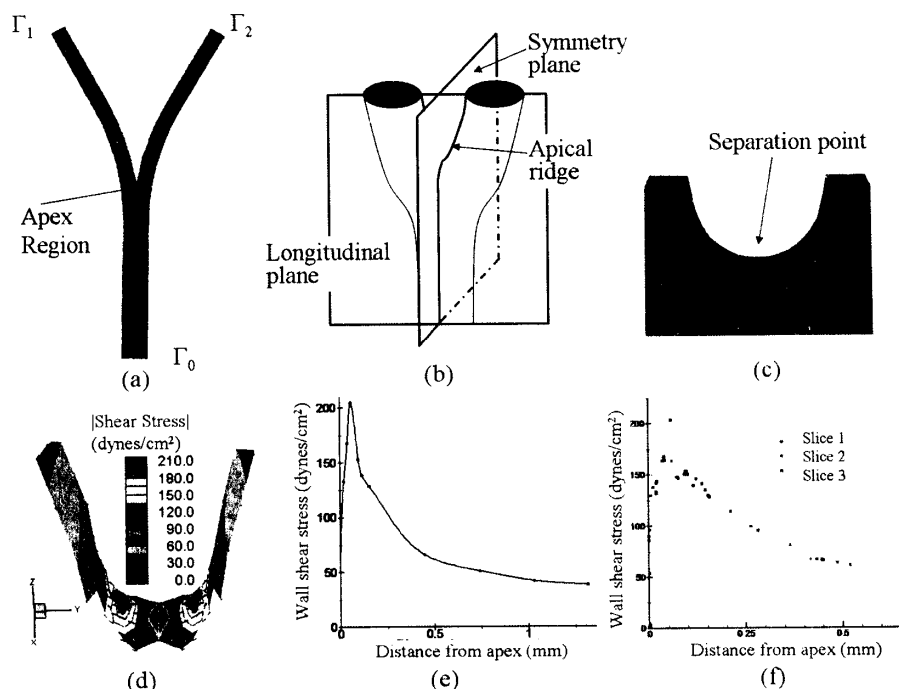 Γ1
Γ2
Apex
Region
Γ0
(a)
Symmetry
plane
Apical
ridge
Longitudinal
plane
(b)
Separation point
(c)
|Shear Stress|
(dynes/cm²)
210.0
180.0
150.0
120.0
90.0
60.0
30.0
0.0
Z
Y
X
(d)
Wall shear stress (dynes/cm²)
200
150
100
50
0
0.5
1
Distance from apex (mm)
(e)
Wall shear stress (dynes/cm²)
200
150
100
50
0
Slice 1
Slice 2
Slice 3
0
0.25
0.5
Distance from apex (mm)
(f)